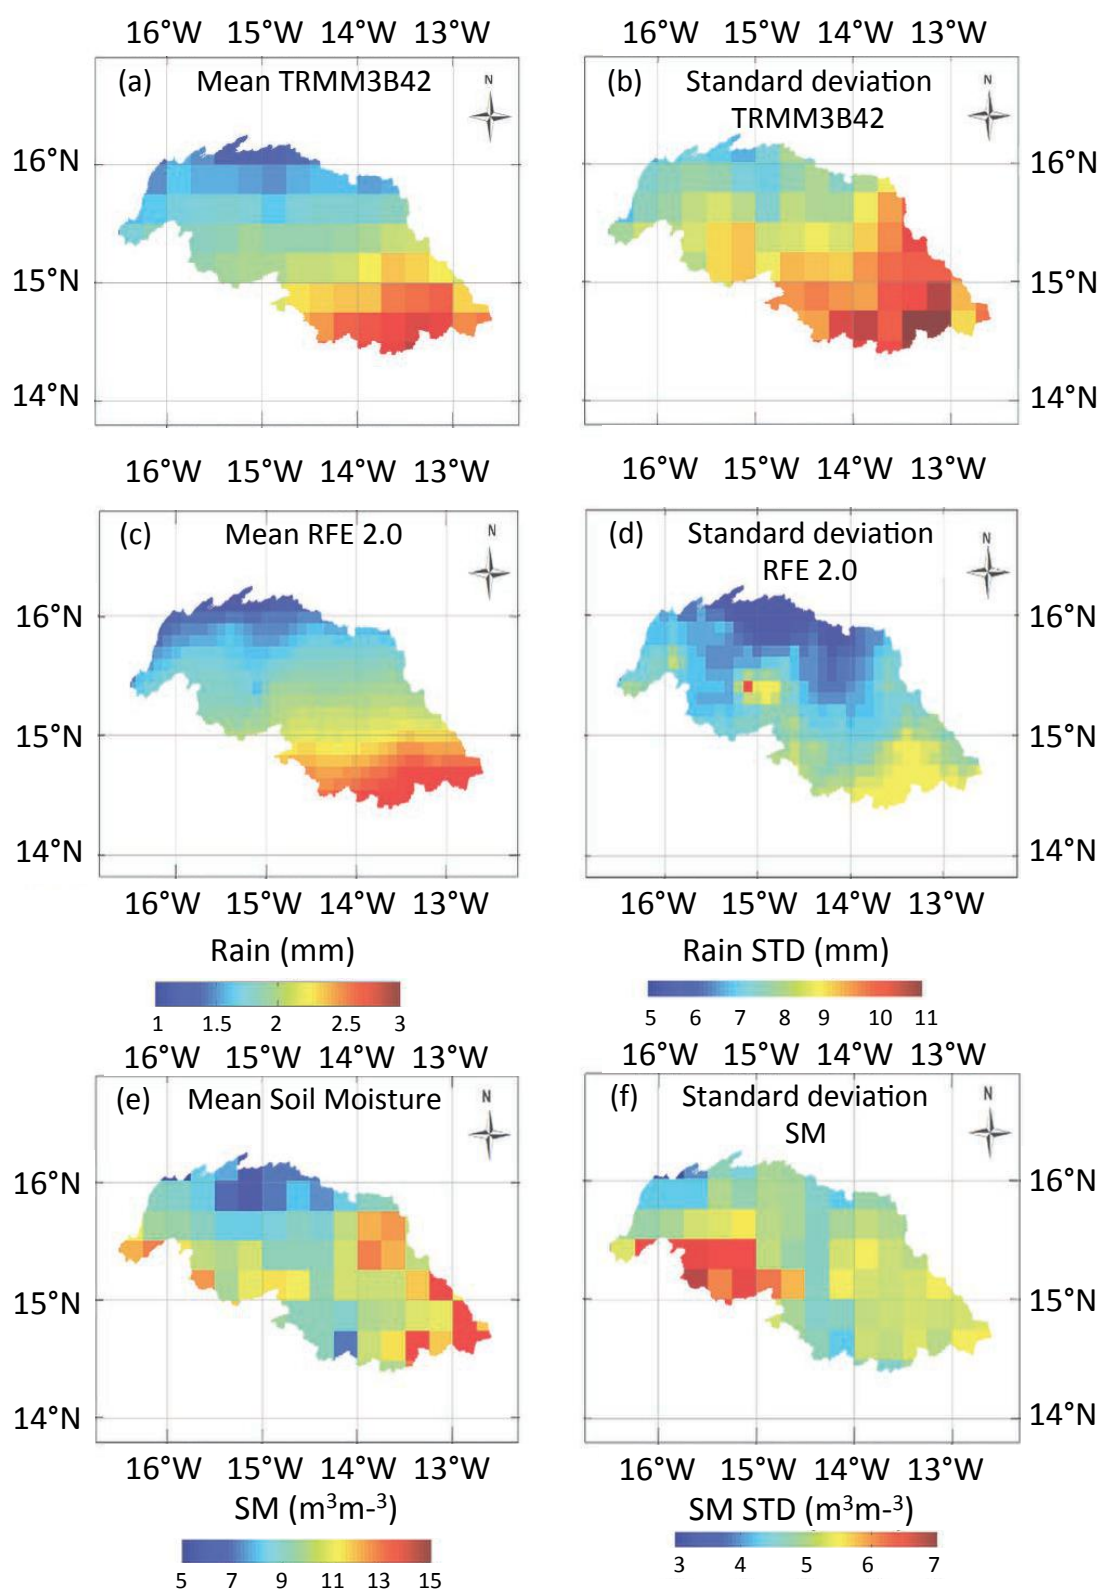 16°W 15°W 14°W 13°W 16°W 15°W 14°W 13°W
(a) Mean TRMM3B42 N (b) Standard deviation N
TRMM3B42
16°N 16°N
15°N 15°N
14°N 14°N
16°W 15°W 14°W 13°W 16°W 15°W 14°W 13°W
(c) Mean RFE 2.0 N (d) Standard deviation N
RFE 2.0
16°N 16°N
15°N 15°N
14°N 14°N
16°W 15°W 14°W 13°W 16°W 15°W 14°W 13°W
Rain (mm) Rain STD (mm)
1 1.5 2 2.5 3 5 6 7 8 9 10 11
16°W 15°W 14°W 13°W 16°W 15°W 14°W 13°W
(e) Mean Soil Moisture N (f) Standard deviation N
SM
16°N 16°N
15°N 15°N
14°N 14°N
16°W 15°W 14°W 13°W 16°W 15°W 14°W 13°W
SM (m³m-³) SM STD (m³m-³)
5 7 9 11 13 15 3 4 5 6 7